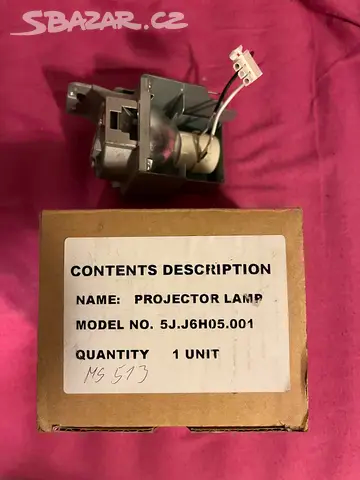 SBAZAR.CZ
CONTENTS DESCRIPTION
NAME: PROJECTOR LAMP
MODEL NO. 5J.J6H05.001
QUANTITY 1 UNIT
MS 513